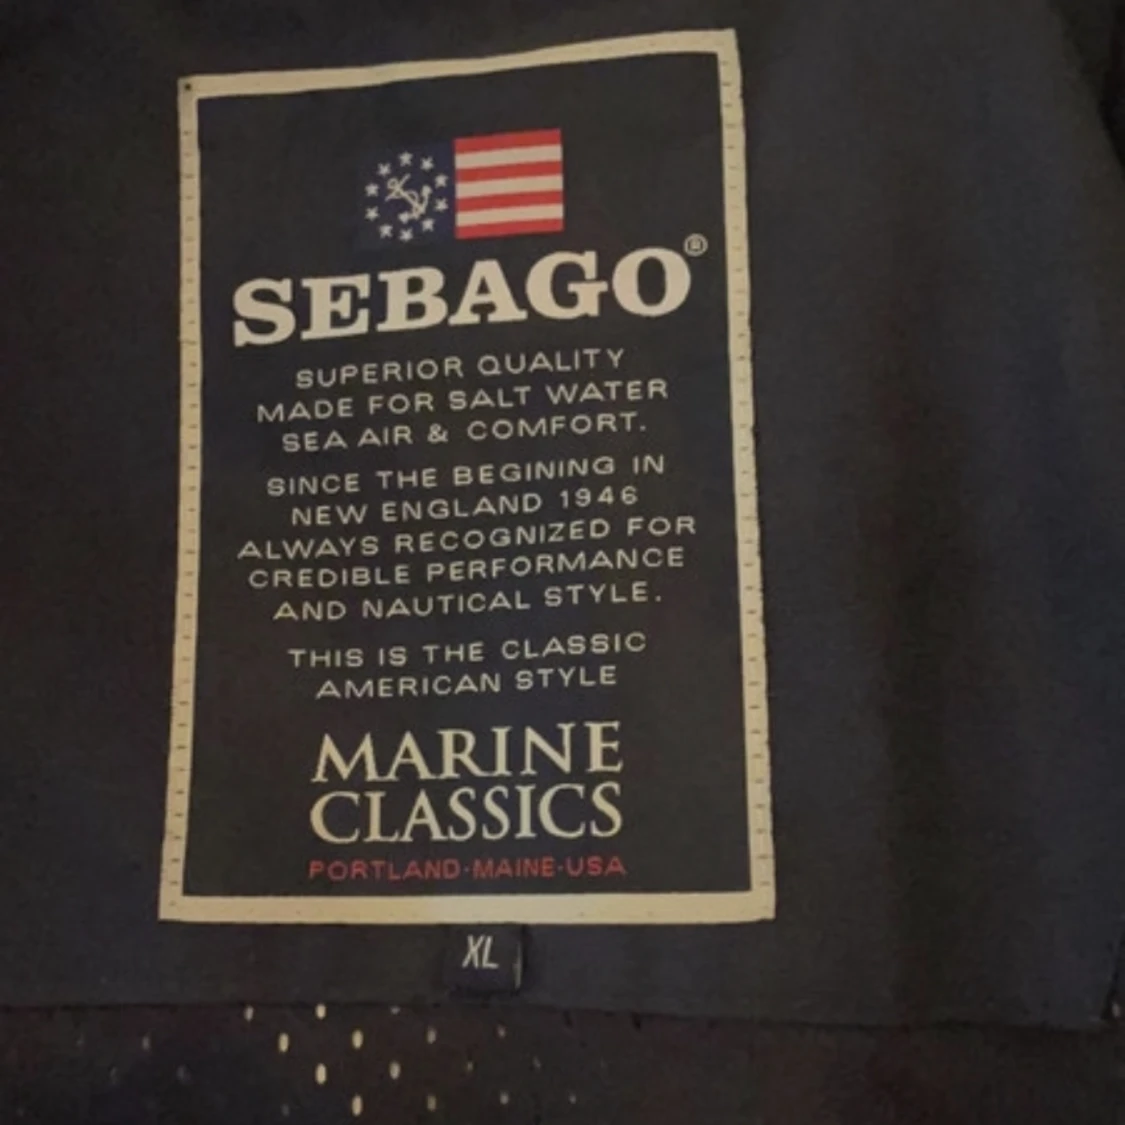 SEBAGO®
SUPERIOR QUALITY
MADE FOR SALT WATER
SEA AIR & COMFORT.
SINCE THE BEGINING IN
NEW ENGLAND 1946
ALWAYS RECOGNIZED FOR
CREDIBLE PERFORMANCE
AND NAUTICAL STYLE.
THIS IS THE CLASSIC
AMERICAN STYLE
MARINE
CLASSICS
PORTLAND·MAINE·USA
XL